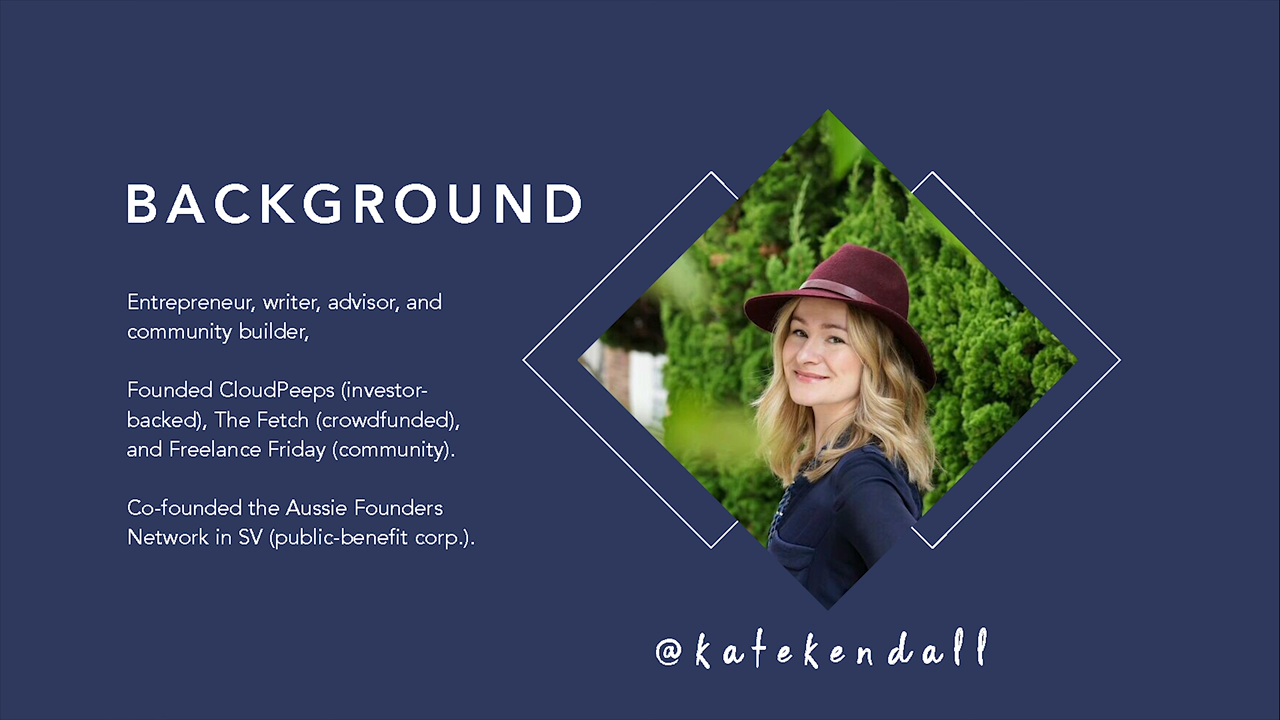 BACKGROUND
Entrepreneur, writer, advisor, and
community builder,
Founded CloudPeeps (investor-
backed), The Fetch (crowdfunded),
and Freelance Friday (community).
Co-founded the Aussie Founders
Network in SV (public-benefit corp.).
@katekendall